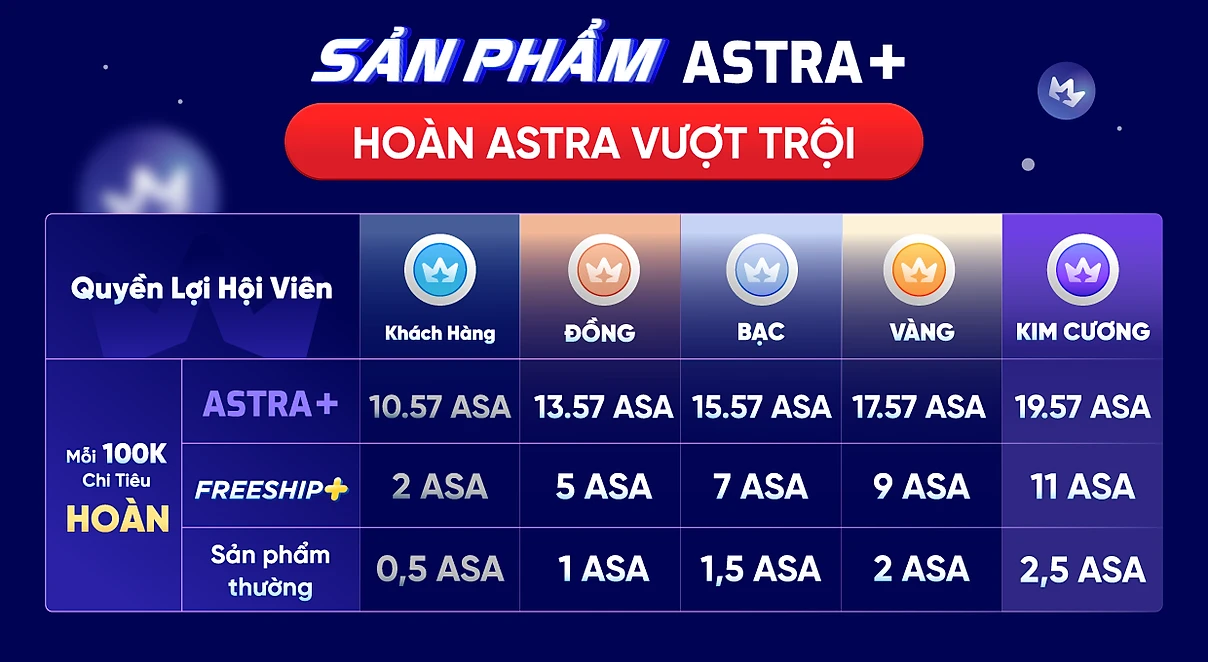 SẢN PHẨM ASTRA+
HOÀN ASTRA VƯỢT TRỘI
Quyền Lợi Hội Viên
Khách Hàng
ĐỒNG
BẠC
VÀNG
KIM CƯƠNG
Mỗi 100K
Chi Tiêu
HOÀN
ASTRA+
10.57 ASA
13.57 ASA
15.57 ASA
17.57 ASA
19.57 ASA
FREESHIP+
2 ASA
5 ASA
7 ASA
9 ASA
11 ASA
Sản phẩm
thường
0,5 ASA
1 ASA
1,5 ASA
2 ASA
2,5 ASA